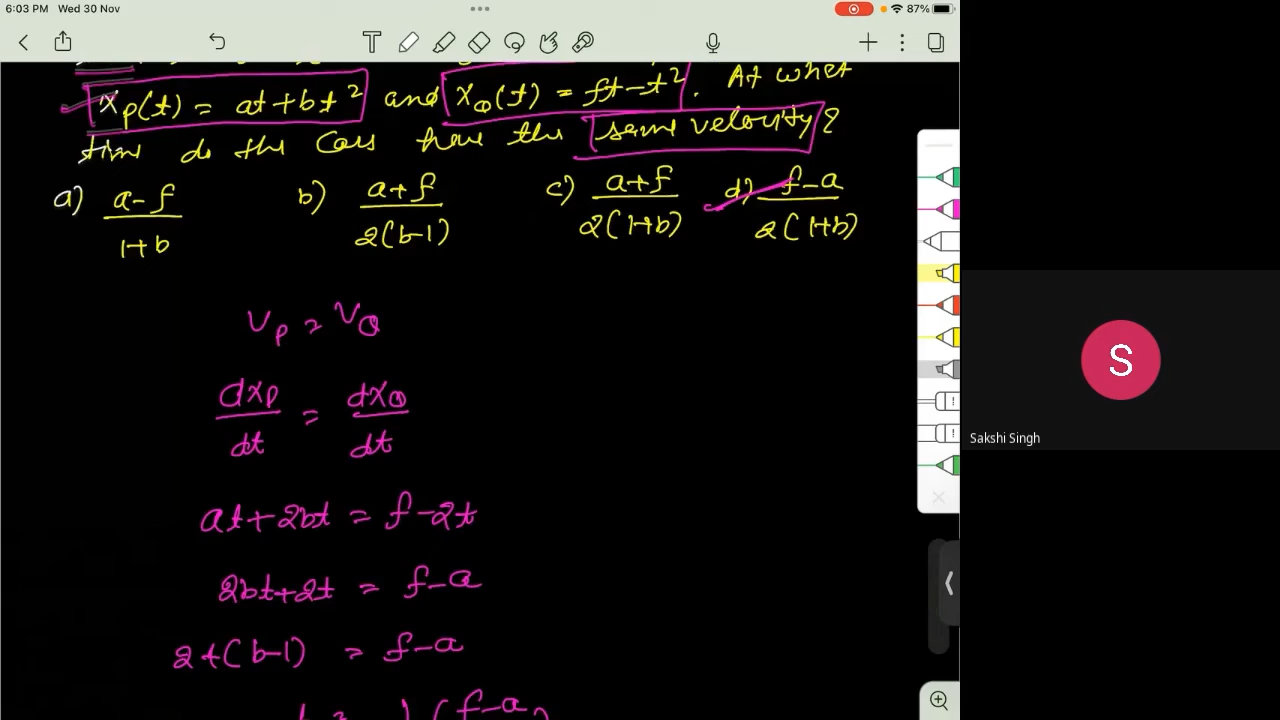 6:03 PM Wed 30 Nov
87%
xP(t) = at+bt² and xQ(t) = ft-t². At what
time do the Cars have the same velocity?
a) a-f / 1+b b) a+f / 2(b-1) c) a+f / 2(1+b) d) f-a / 2(1+b)
VP = VQ
dxP/dt = dxQ/dt
at+2bt = f-2t
2bt+2t = f-a
2t(b-1) = f-a
f-a
S
Sakshi Singh